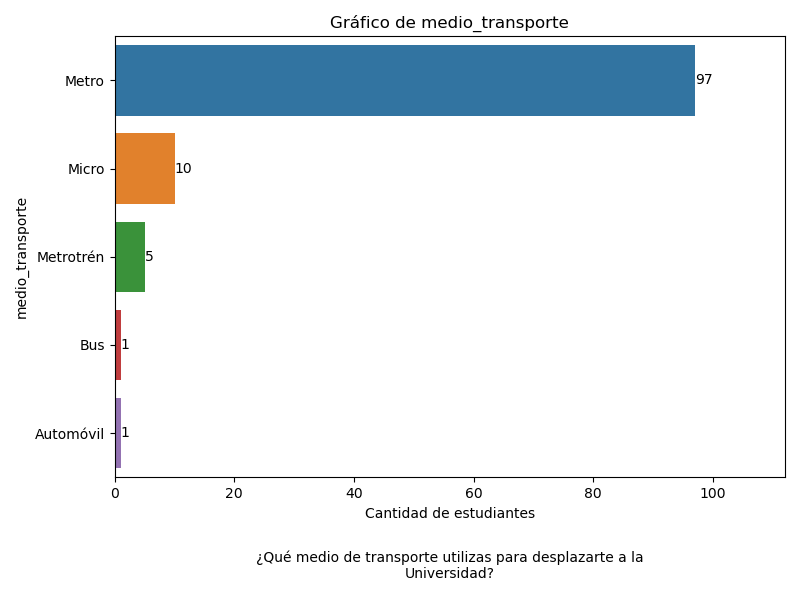 Gráfico de medio_transporte
medio_transporte
Metro
97
Micro
10
Metrotrén
5
Bus
1
Automóvil
1
0 20 40 60 80 100
Cantidad de estudiantes
¿Qué medio de transporte utilizas para desplazarte a la
Universidad?